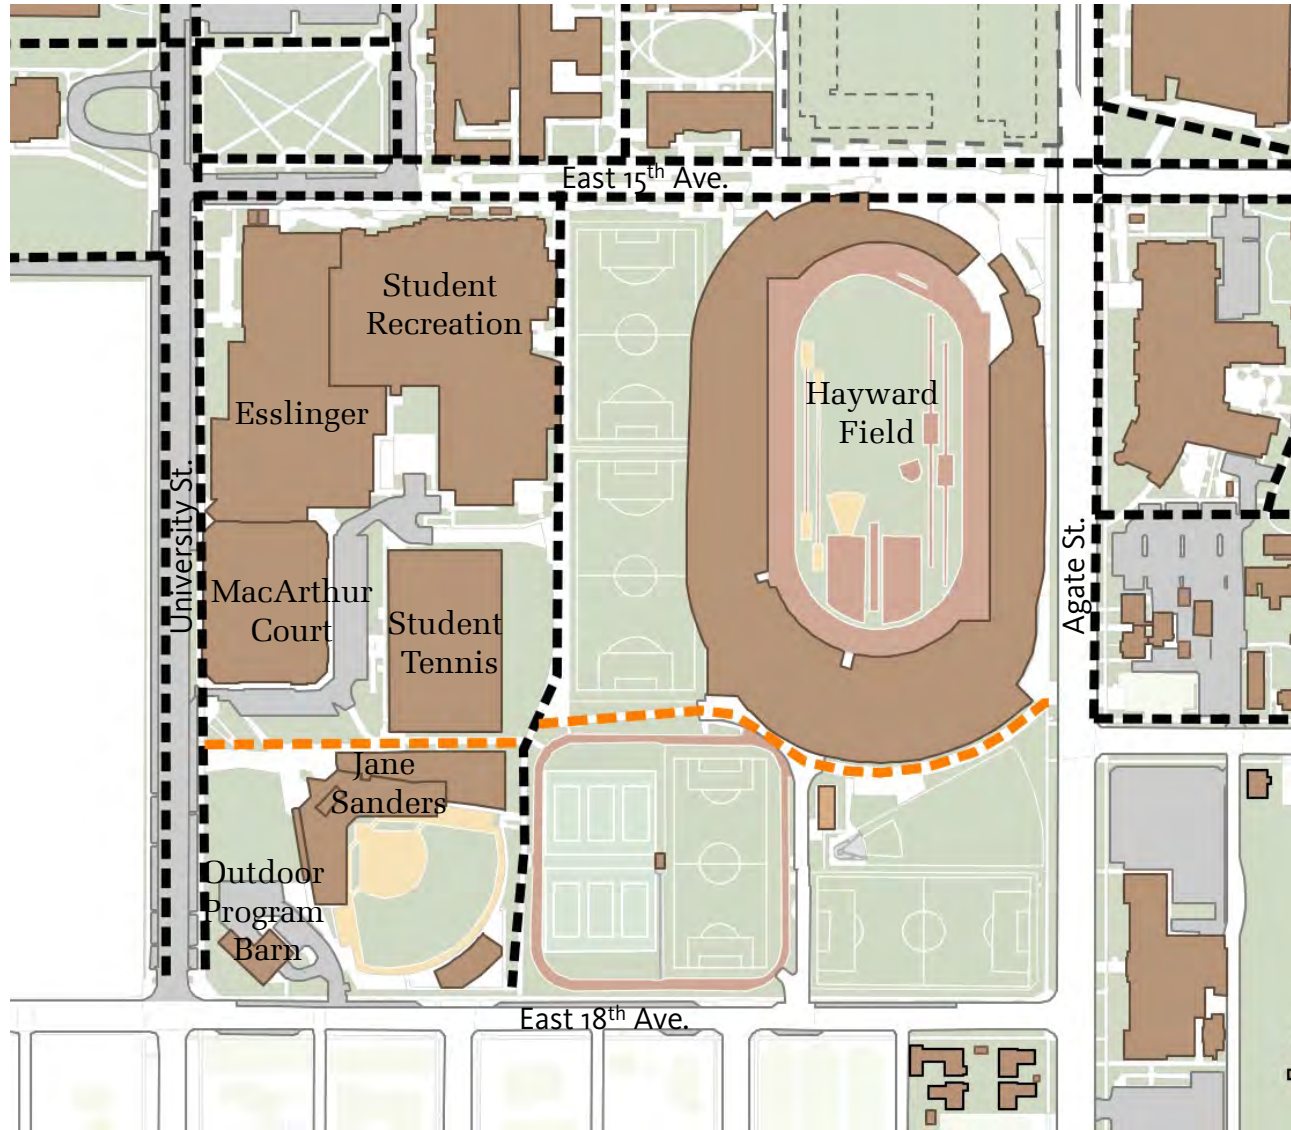 East 15th Ave.
Student
Recreation
Hayward
Field
Esslinger
University St.
Agate St.
MacArthur
Court
Student
Tennis
Jane
Sanders
Outdoor
Program
Barn
East 18th Ave.